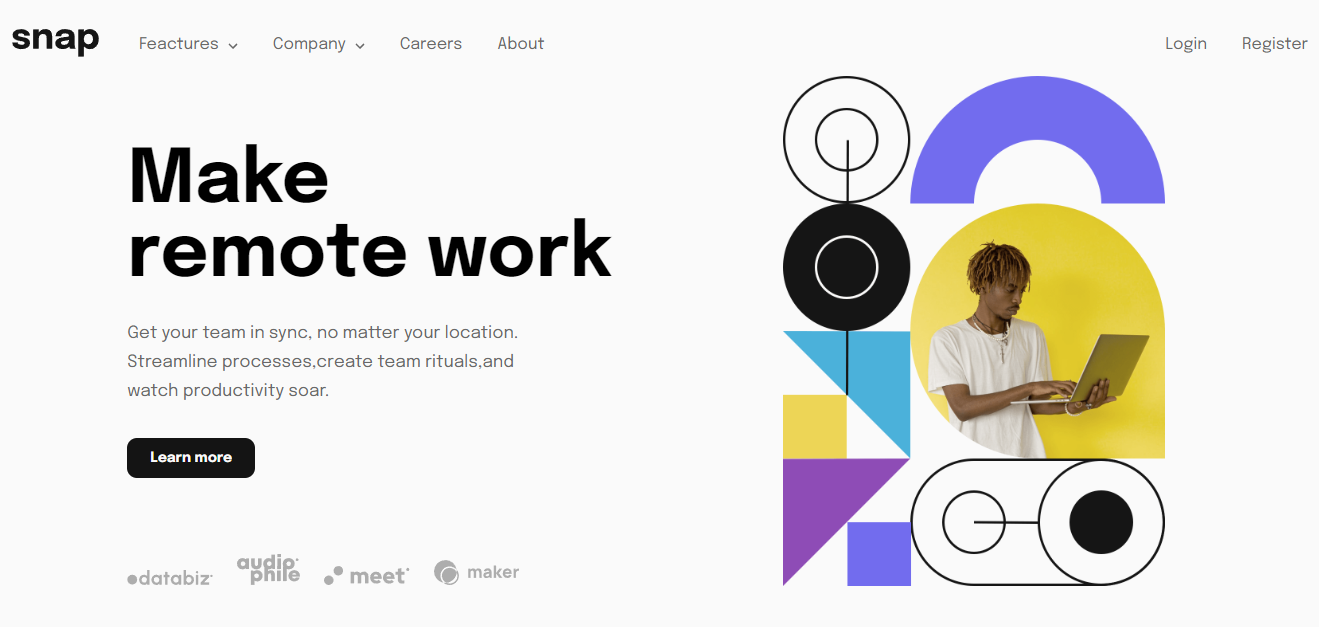 snap
Feactures
Company
Careers
About
Login
Register
Make
remote work
Get your team in sync, no matter your location.
Streamline processes,create team rituals,and
watch productivity soar.
Learn more
databiz
audiophile
meet
maker